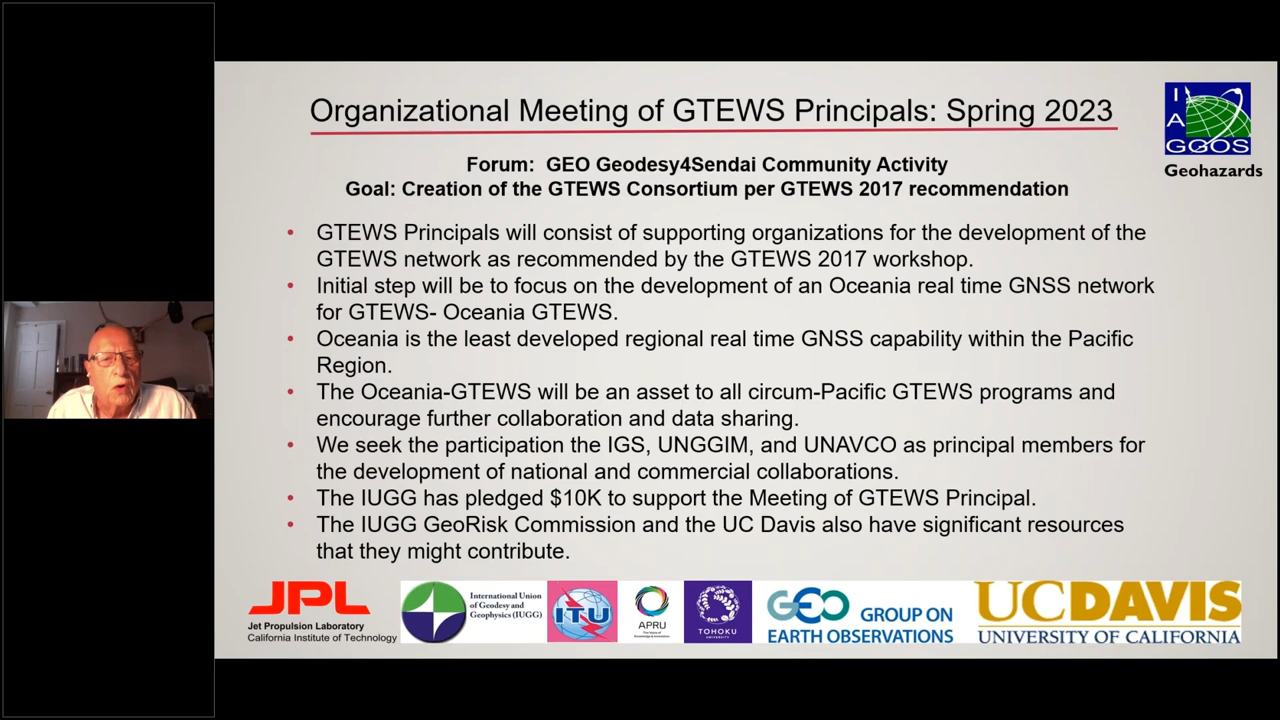 Organizational Meeting of GTEWS Principals: Spring 2023
I
A
GGOS
Geohazards
Forum: GEO Geodesy4Sendai Community Activity
Goal: Creation of the GTEWS Consortium per GTEWS 2017 recommendation
• GTEWS Principals will consist of supporting organizations for the development of the
GTEWS network as recommended by the GTEWS 2017 workshop.
• Initial step will be to focus on the development of an Oceania real time GNSS network
for GTEWS- Oceania GTEWS.
• Oceania is the least developed regional real time GNSS capability within the Pacific
Region.
• The Oceania-GTEWS will be an asset to all circum-Pacific GTEWS programs and
encourage further collaboration and data sharing.
• We seek the participation the IGS, UNGGIM, and UNAVCO as principal members for
the development of national and commercial collaborations.
• The IUGG has pledged $10K to support the Meeting of GTEWS Principal.
• The IUGG GeoRisk Commission and the UC Davis also have significant resources
that they might contribute.
JPL
Jet Propulsion Laboratory
California Institute of Technology
International Union
of Geodesy and
Geophysics (IUGG)
ITU
APRU
The Voice of
Knowledge & Innovation
TOHOKU
UNIVERSITY
GEO GROUP ON
EARTH OBSERVATIONS
UCDAVIS
UNIVERSITY OF CALIFORNIA